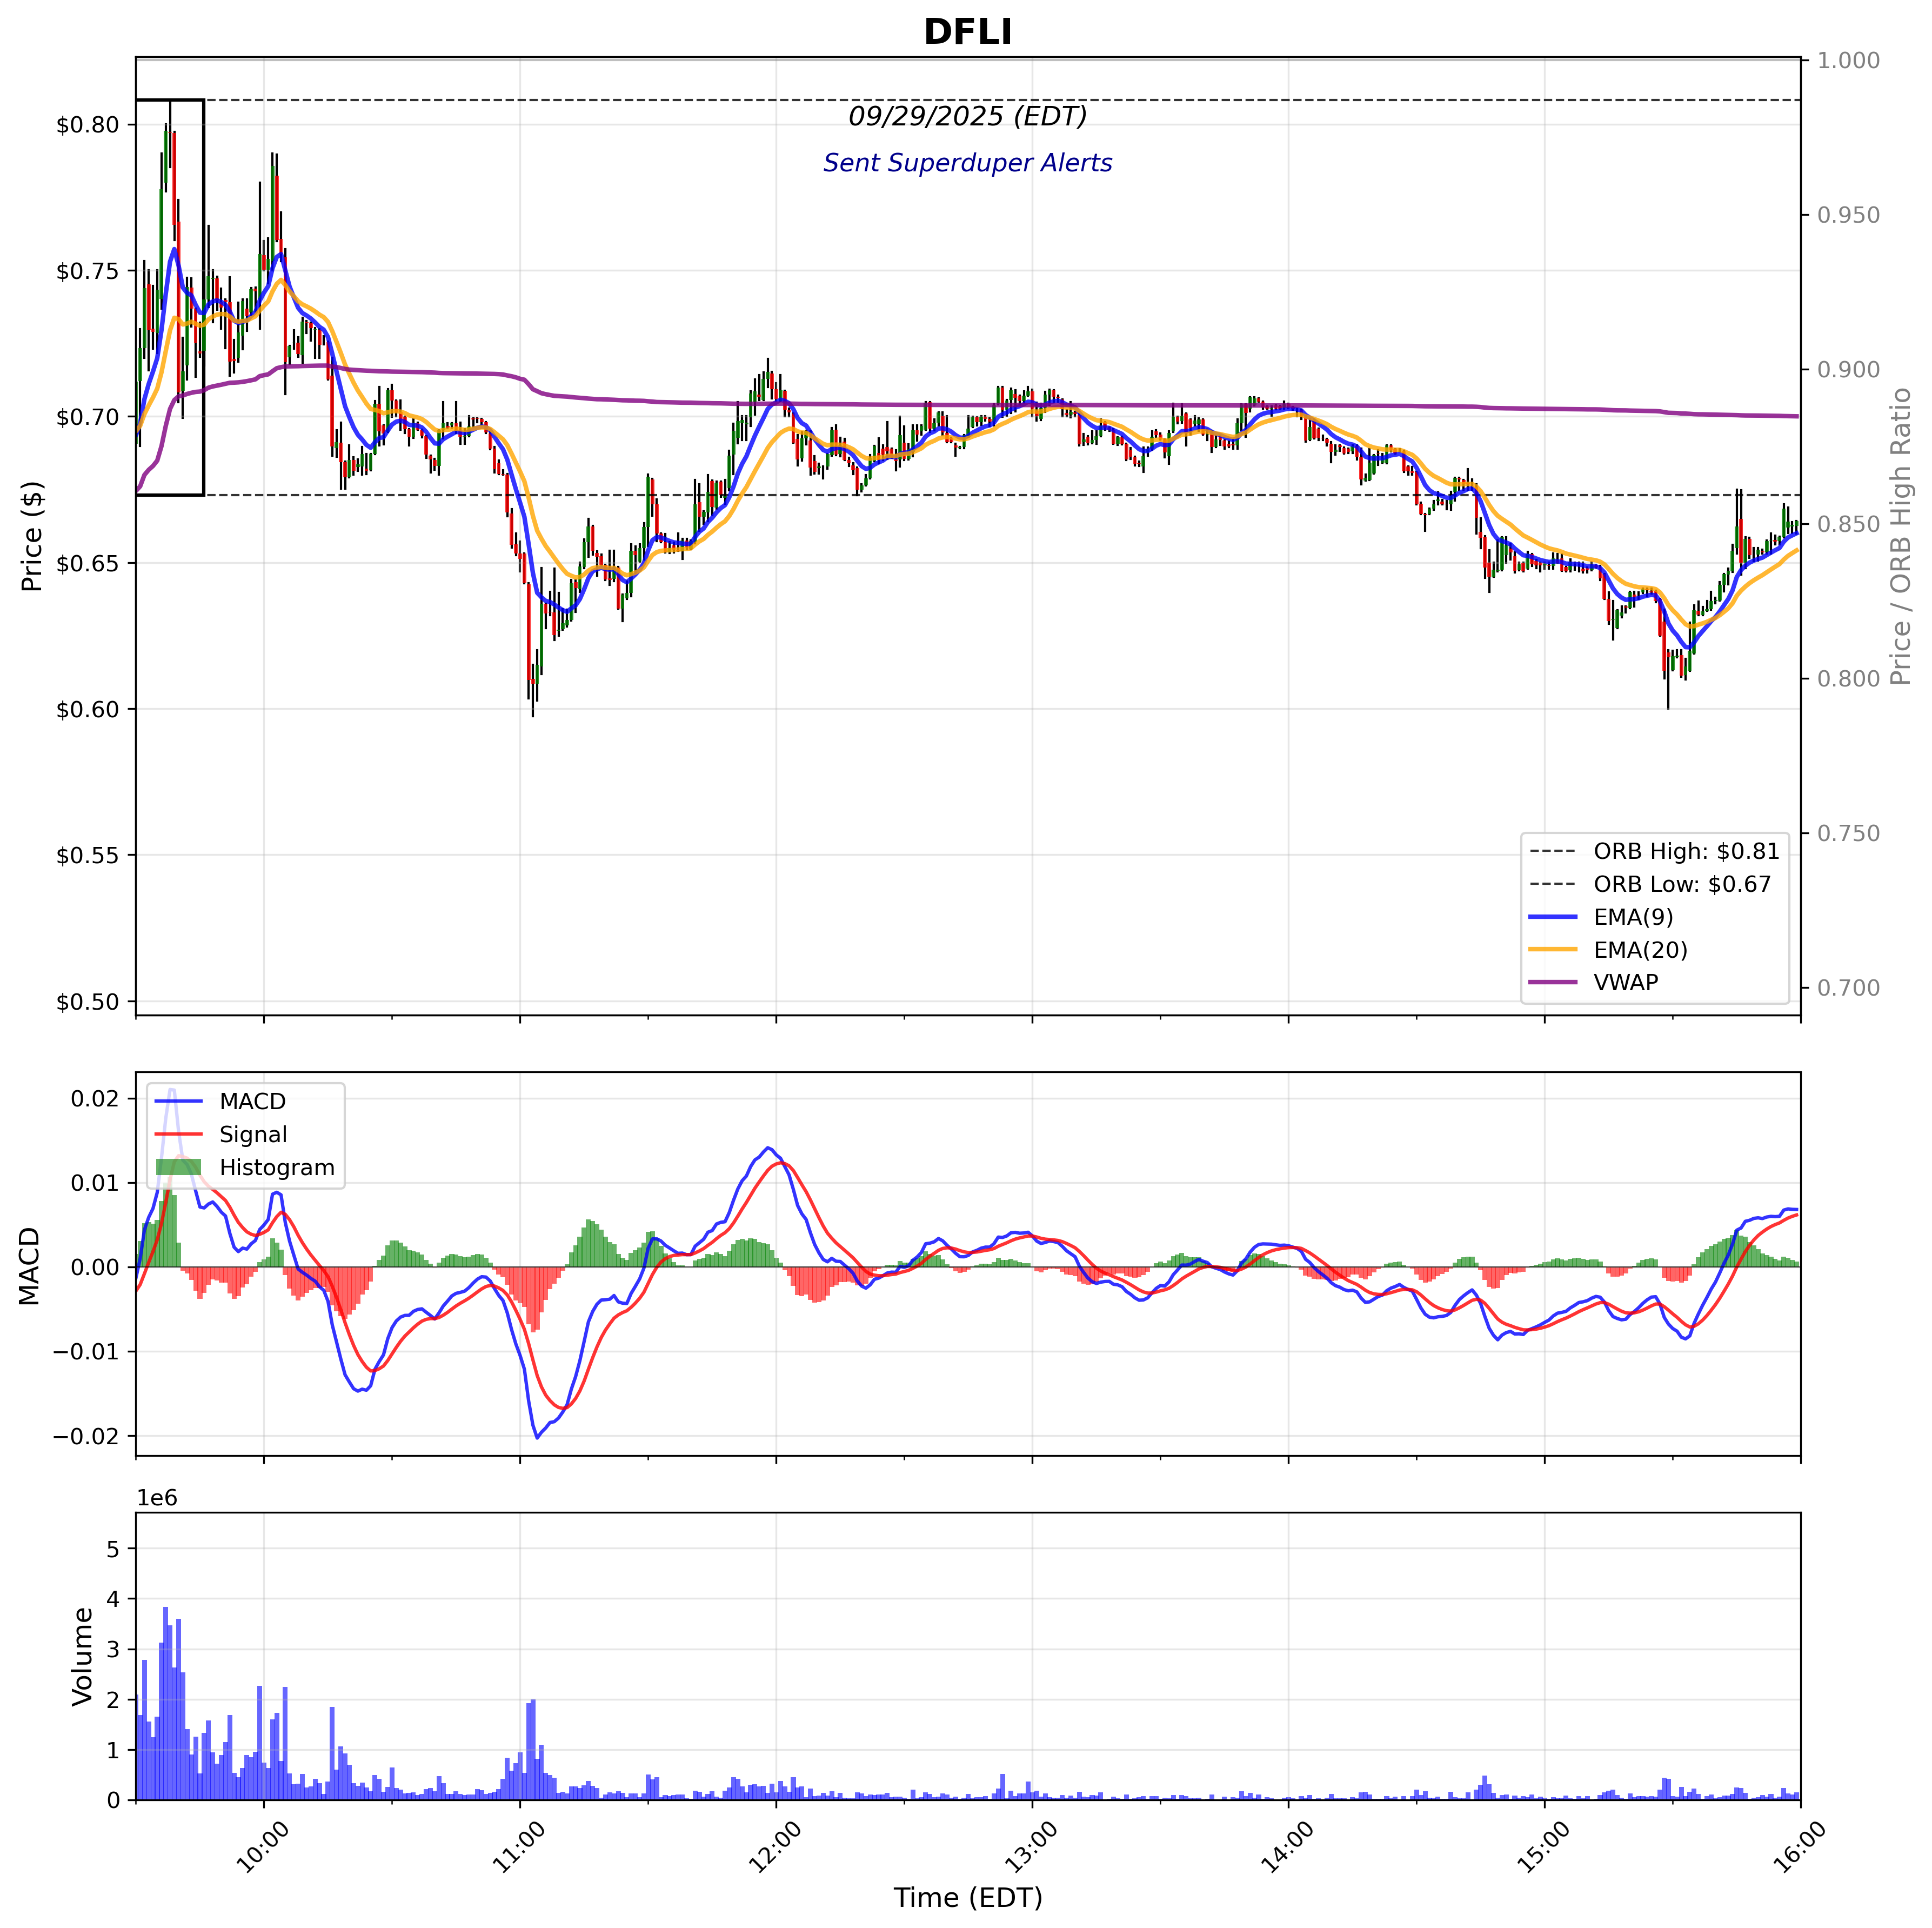 DFLI
09/29/2025 (EDT)
Sent Superduper Alerts
Price ($)
$0.80
$0.75
$0.70
$0.65
$0.60
$0.55
$0.50
1.000
0.950
0.900
0.850
0.800
0.750
0.700
Price / ORB High Ratio
ORB High: $0.81
ORB Low: $0.67
EMA(9)
EMA(20)
VWAP
MACD
0.02
0.01
0.00
−0.01
−0.02
MACD
Signal
Histogram
1e6
Volume
5
4
3
2
1
0
10:00
11:00
12:00
13:00
14:00
15:00
16:00
Time (EDT)